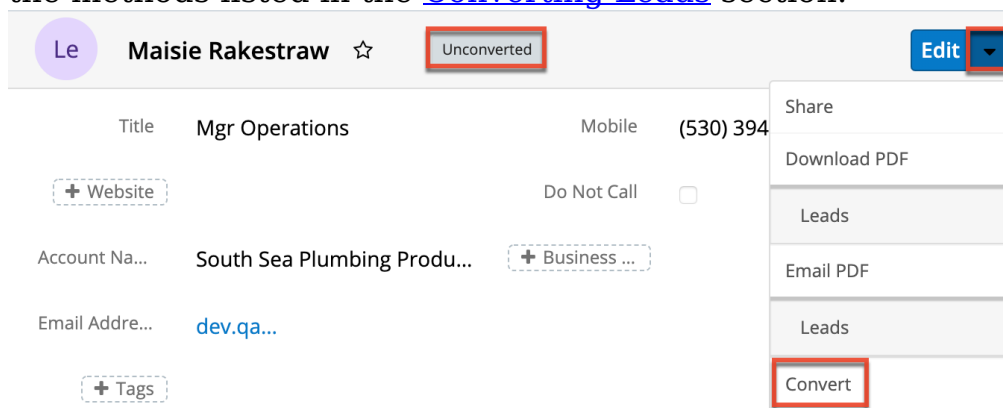 the methods listed in the Converting Leads section.
Le Maisie Rakestraw Unconverted Edit
Title Mgr Operations Mobile (530) 394
Share
Download PDF
+ Website Do Not Call
Leads
Account Na... South Sea Plumbing Produ... + Business ...
Email PDF
Email Addre... dev.qa...
Leads
+ Tags
Convert